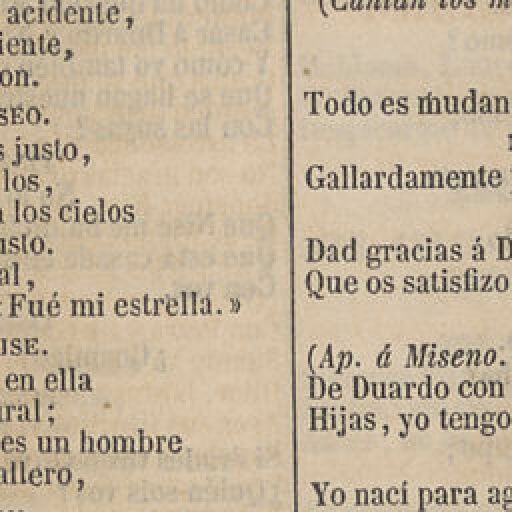 acidente,
iente,
on.
SEO.
justo,
los,
los cielos
usto.
al,
Fué mi estrella.»
ISE.
en ella
ural;
es un hombre
allero,
(Cantan los m
Todo es mudan
Gallardamente
Dad gracias á D
Que os satisfizo
(Ap. á Miseno.
De Duardo con
Hijas, yo tengo
Yo nací para ag